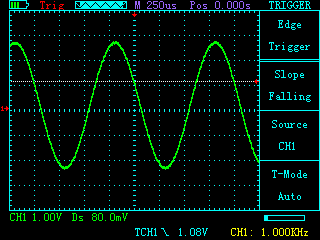 Trig M 250us Pos 0.000s TRIGGER
Edge
Trigger
Slope
Falling
Source
CH1
T-Mode
Auto
CH1 1.00V Ds 80.0mV
TCH1 1.08V CH1: 1.000KHz